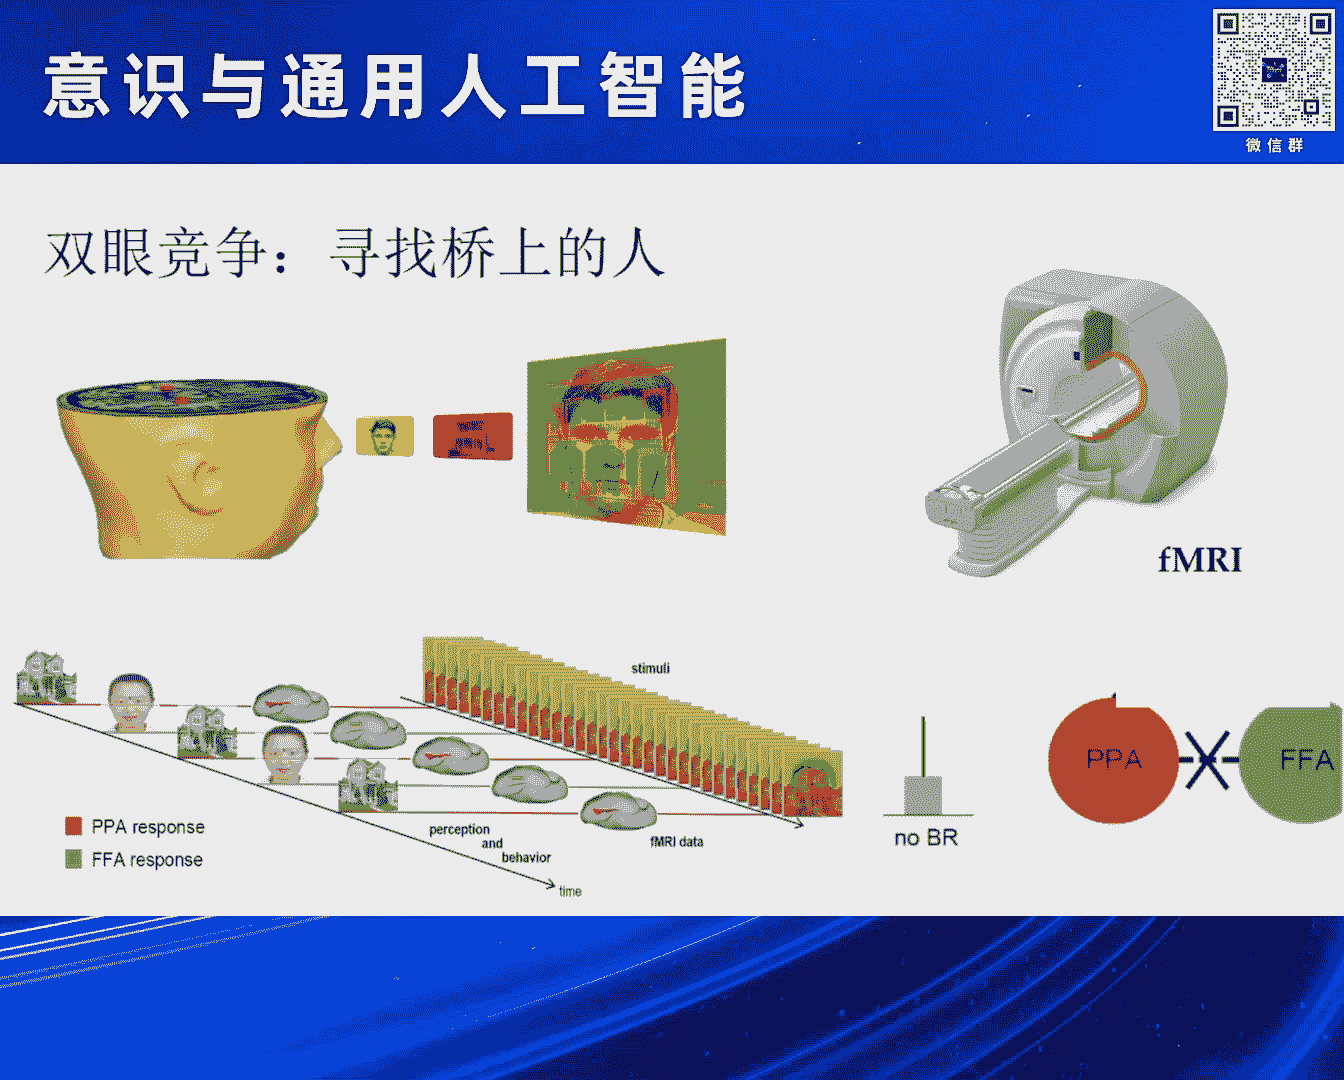 意识与通用人工智能
微信群
双眼竞争：寻找桥上的人
fMRI
stimuli
PPA response
FFA response
perception
and
behavior
fMRI data
time
no BR
PPA
FFA